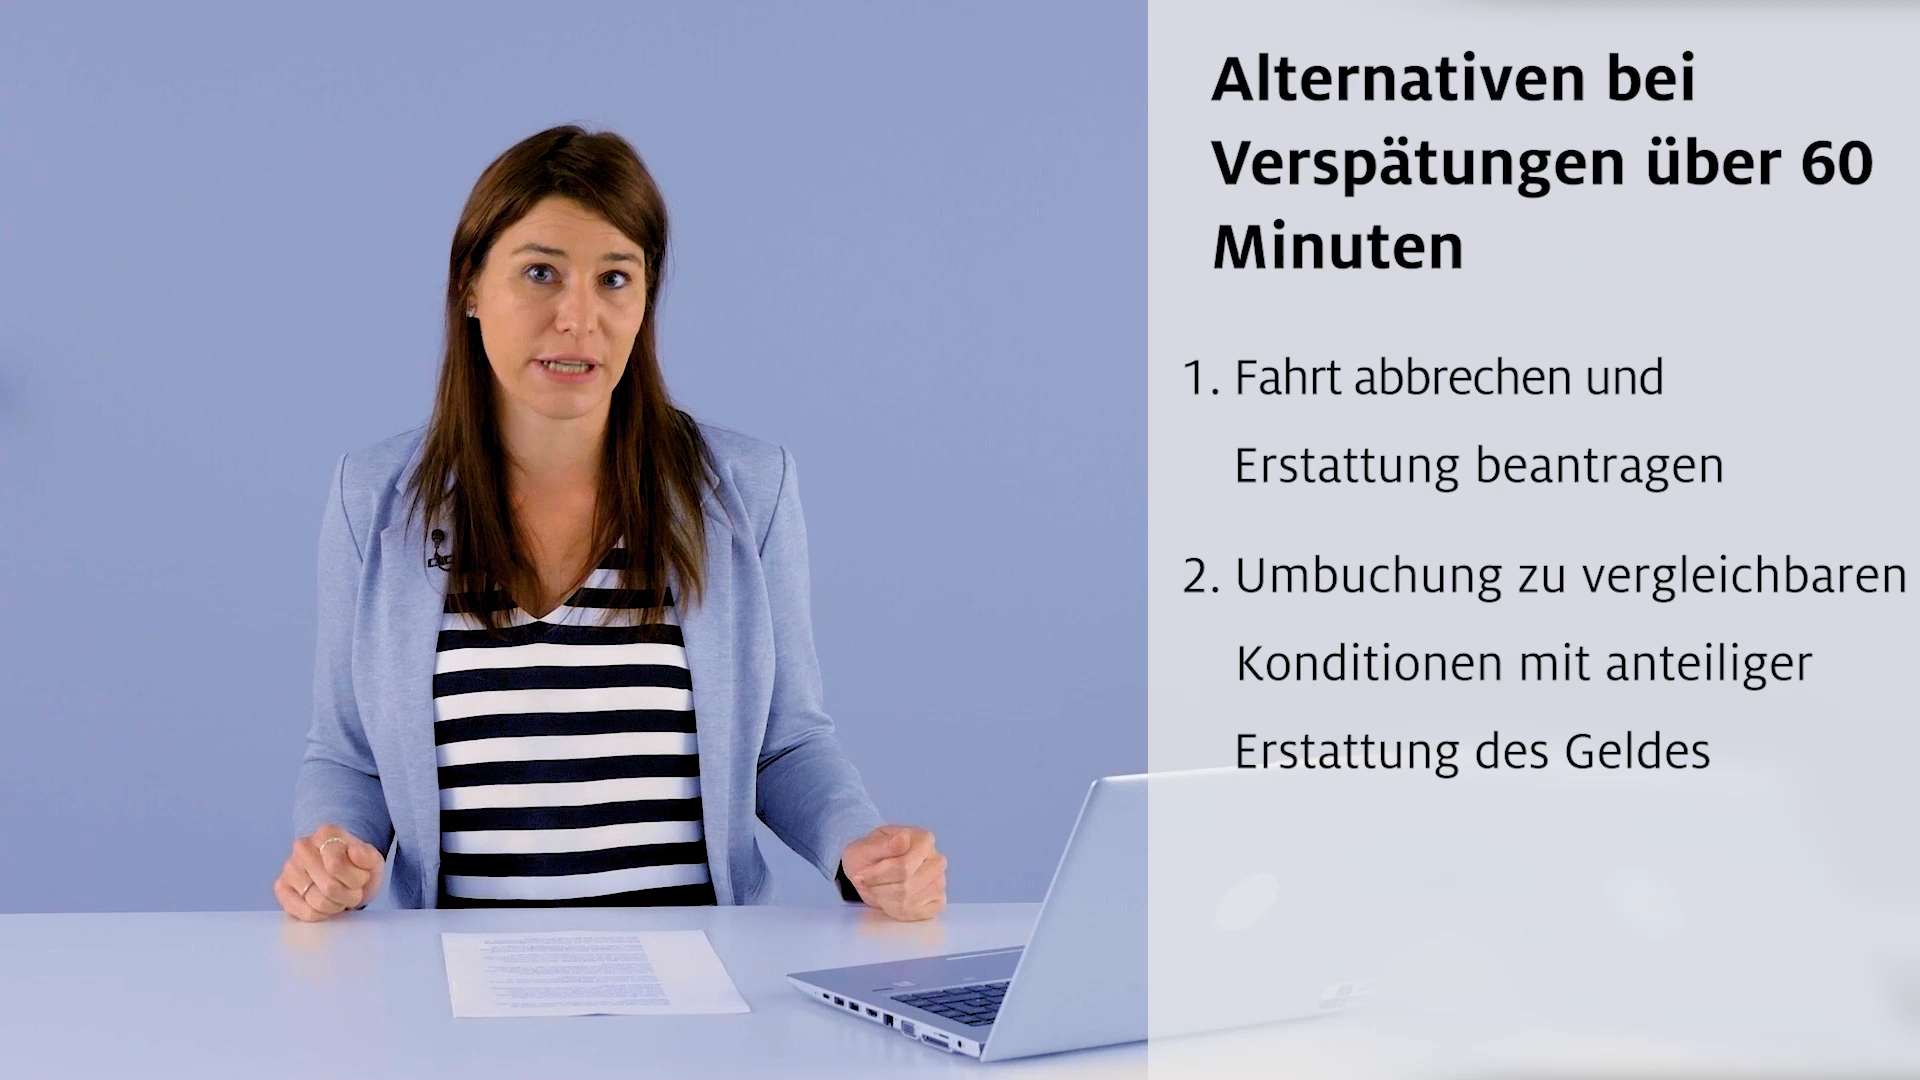 Alternativen bei
Verspätungen über 60
Minuten
1. Fahrt abbrechen und
Erstattung beantragen
2. Umbuchung zu vergleichbaren
Konditionen mit anteiliger
Erstattung des Geldes